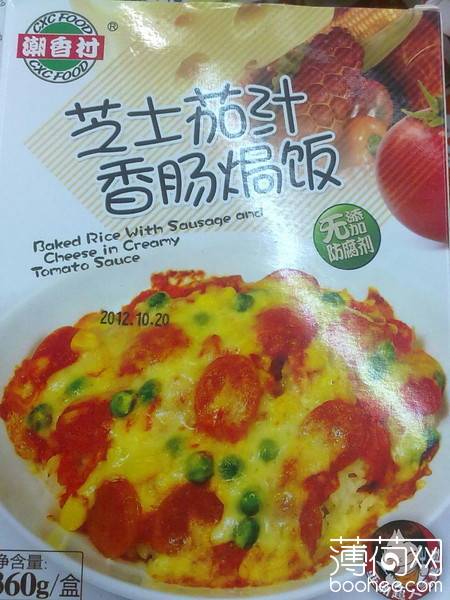 CXC FOOD
潮香村
CXC FOOD
®
芝士茄汁
香肠焗饭
Baked Rice With Sausage and
Cheese in Creamy
Tomato Sauce
无添加
防腐剂
2012.10.20
净含量:
360g/盒
薄荷网
boohee.com